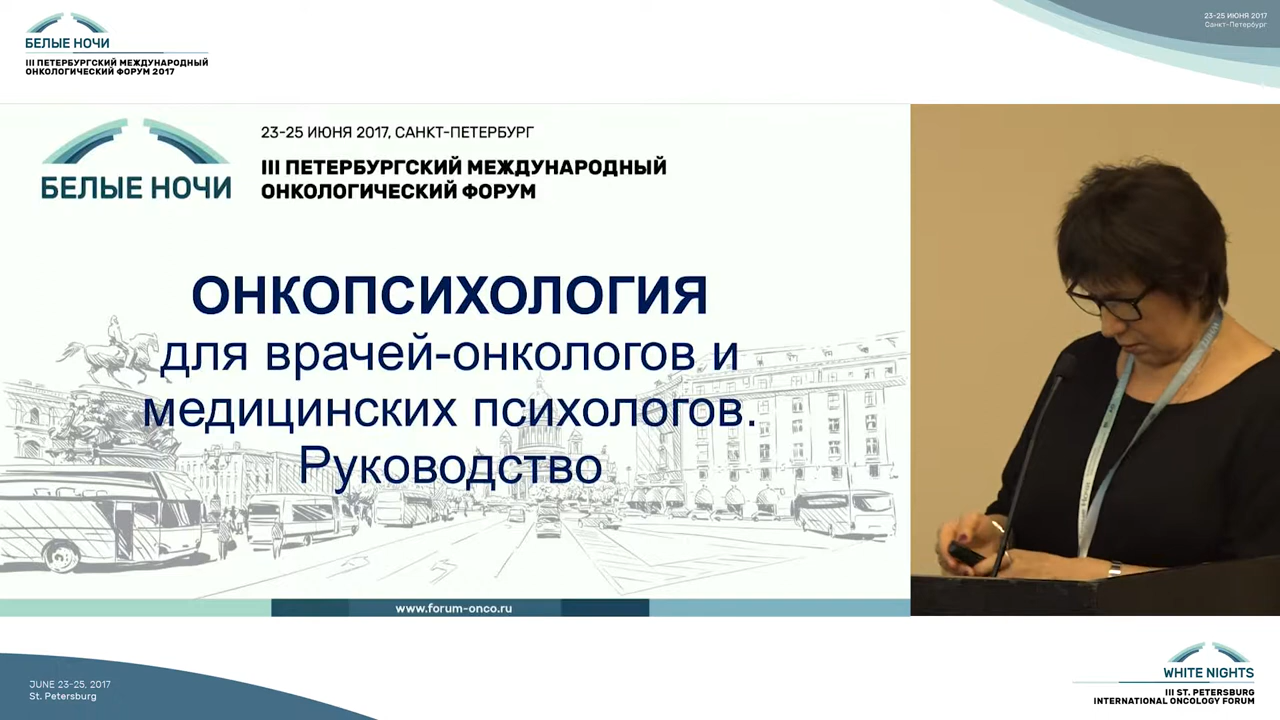 БЕЛЫЕ НОЧИ
III ПЕТЕРБУРГСКИЙ МЕЖДУНАРОДНЫЙ
ОНКОЛОГИЧЕСКИЙ ФОРУМ 2017
23-25 ИЮНЯ 2017
Санкт-Петербург
БЕЛЫЕ НОЧИ
23-25 ИЮНЯ 2017, САНКТ-ПЕТЕРБУРГ
III ПЕТЕРБУРГСКИЙ МЕЖДУНАРОДНЫЙ
ОНКОЛОГИЧЕСКИЙ ФОРУМ
ОНКОПСИХОЛОГИЯ
для врачей-онкологов и
медицинских психологов.
Руководство
www.forum-onco.ru
JUNE 23-25, 2017
St. Petersburg
WHITE NIGHTS
III ST. PETERSBURG
INTERNATIONAL ONCOLOGY FORUM